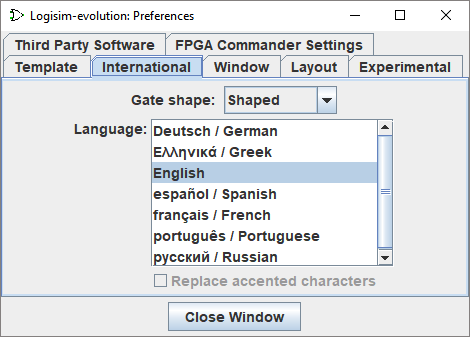 Logisim-evolution: Preferences
Third Party Software FPGA Commander Settings
Template International Window Layout Experimental
Gate shape: Shaped
Language:
Deutsch / German
Ελληνικά / Greek
English
español / Spanish
français / French
português / Portuguese
русский / Russian
Replace accented characters
Close Window